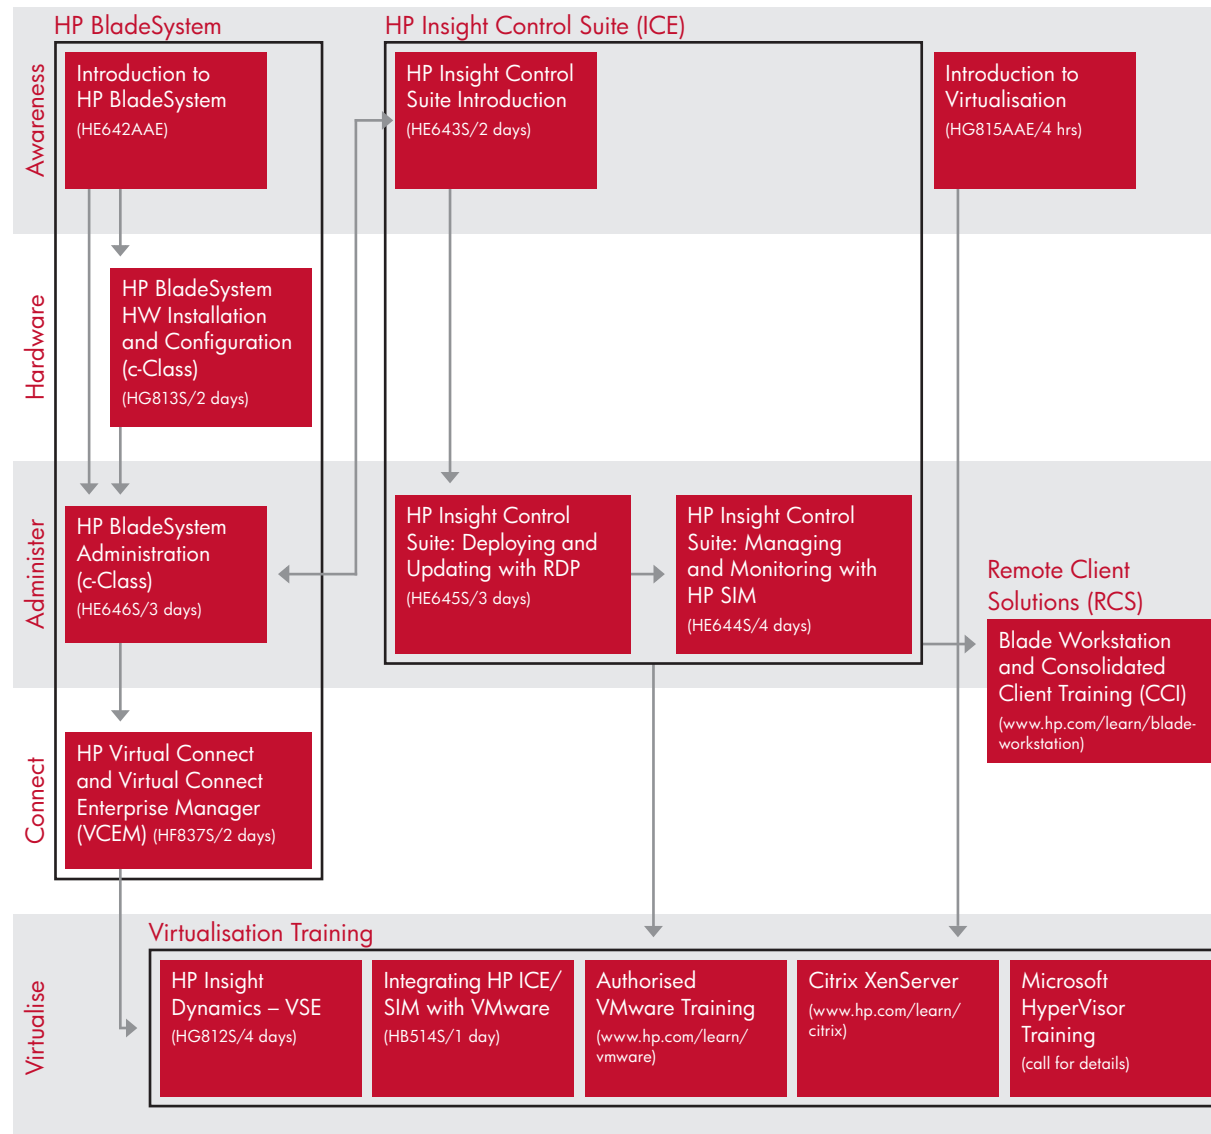 HP BladeSystem
HP Insight Control Suite (ICE)
Awareness
Introduction to
HP BladeSystem
(HE642AAE)
HP Insight Control
Suite Introduction
(HE643S/2 days)
Introduction to
Virtualisation
(HG815AAE/4 hrs)
Hardware
HP BladeSystem
HW Installation
and Configuration
(c-Class)
(HG813S/2 days)
Administer
HP BladeSystem
Administration
(c-Class)
(HE646S/3 days)
HP Insight Control
Suite: Deploying and
Updating with RDP
(HE645S/3 days)
HP Insight Control
Suite: Managing
and Monitoring with
HP SIM
(HE644S/4 days)
Remote Client
Solutions (RCS)
Blade Workstation
and Consolidated
Client Training (CCI)
(www.hp.com/learn/blade-
workstation)
Connect
HP Virtual Connect
and Virtual Connect
Enterprise Manager
(VCEM) (HF837S/2 days)
Virtualise
Virtualisation Training
HP Insight
Dynamics – VSE
(HG812S/4 days)
Integrating HP ICE/
SIM with VMware
(HB514S/1 day)
Authorised
VMware Training
(www.hp.com/learn/
vmware)
Citrix XenServer
(www.hp.com/learn/
citrix)
Microsoft
HyperVisor
Training
(call for details)